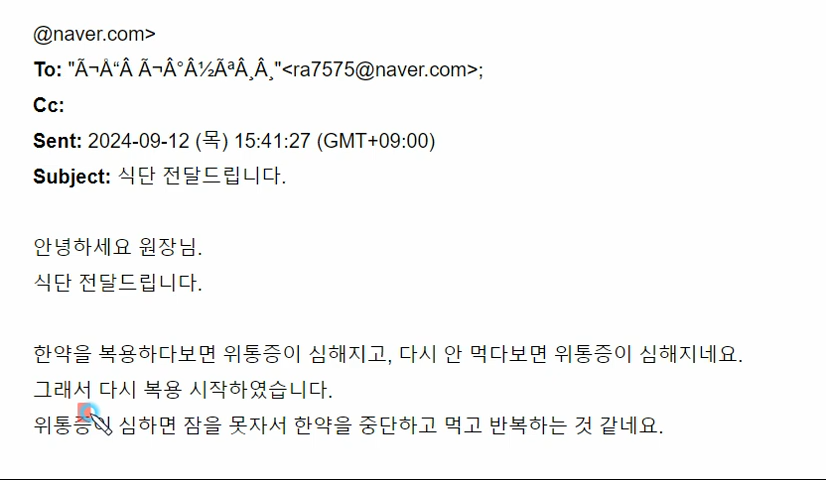 @naver.com>
To: "Ã¬Å“Â Ã¬Â°Â½ÃªÂ¸Â¸"<ra7575@naver.com>;
Cc:
Sent: 2024-09-12 (목) 15:41:27 (GMT+09:00)
Subject: 식단 전달드립니다.
안녕하세요 원장님.
식단 전달드립니다.
한약을 복용하다보면 위통증이 심해지고, 다시 안 먹다보면 위통증이 심해지네요.
그래서 다시 복용 시작하였습니다.
위통증이 심하면 잠을 못자서 한약을 중단하고 먹고 반복하는 것 같네요.